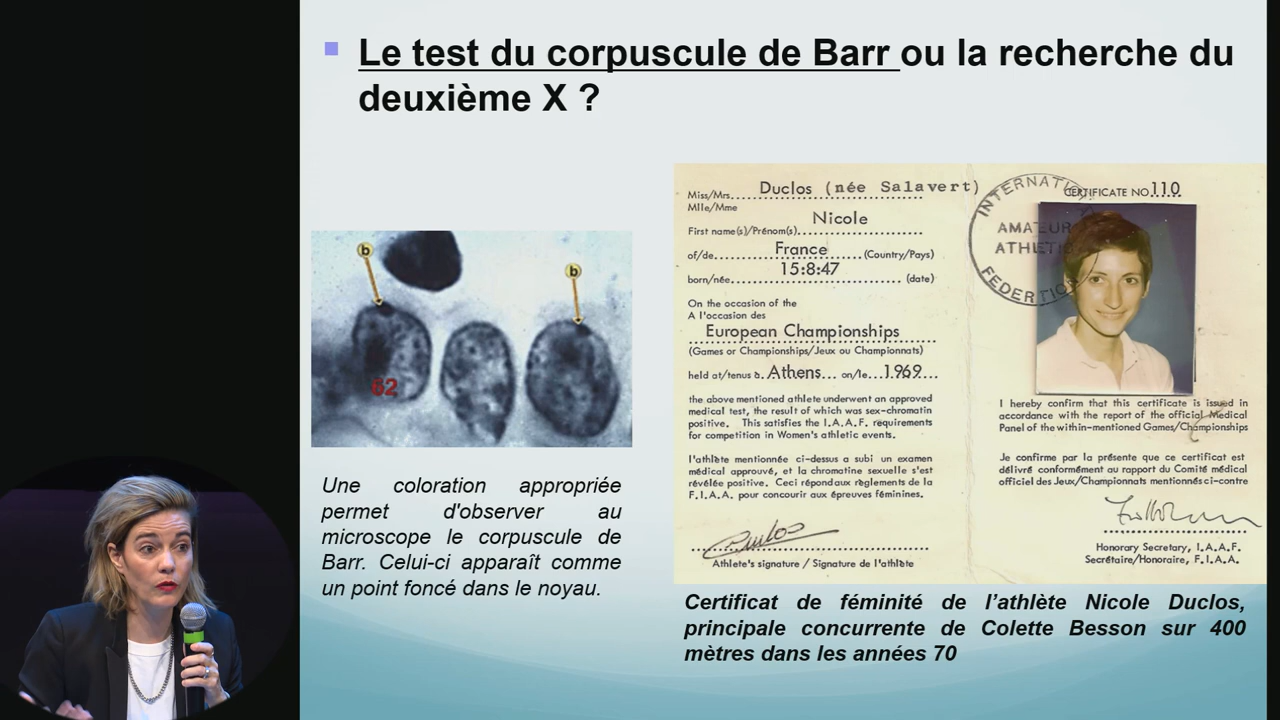 Le test du corpuscule de Barr ou la recherche du
deuxième X ?
b
b
62
Une coloration appropriée
permet d'observer au
microscope le corpuscule de
Barr. Celui-ci apparaît comme
un point foncé dans le noyau.
Miss/Mrs. Duclos (née Salavert)
Mlle/Mme
Nicole
First name(s)/Prénom(s)
of/de France (Country/Pays)
born/née 15:8:47 (date)
On the occasion of the
A l'occasion des
European Championships
(Games or Championships/Jeux ou Championnats)
held at/tenus à Athens on/le 1969
the above mentioned athlete underwent an approved
medical test, the result of which was sex-chromatin
positive. This satisfies the I.A.A.F. requirements
for competition in Women's athletic events.
l'athlète mentionnée ci-dessus a subi un examen
médical approuvé, et la chromatine sexuelle s'est
révélée positive. Ceci répond aux règlements de la
F.I.A.A. pour concourir aux épreuves féminines.
Duclos
Athlete's signature / Signature de l'athlète
CERTIFICATE NO. 110
INTERNATI
AMATEUR
ATHLETI
FEDERTION
I hereby confirm that this certificate is issued in
accordance with the report of the official Medical
Panel of the within-mentioned Games/Championships
Je confirme par la présente que ce certificat est
délivré conformément au rapport du Comité médical
officiel des Jeux/Championnats mentionnés ci-contre
Honorary Secretary, I.A.A.F.
Secrétaire/Honoraire, F.I.A.A.
Certificat de féminité de l'athlète Nicole Duclos,
principale concurrente de Colette Besson sur 400
mètres dans les années 70